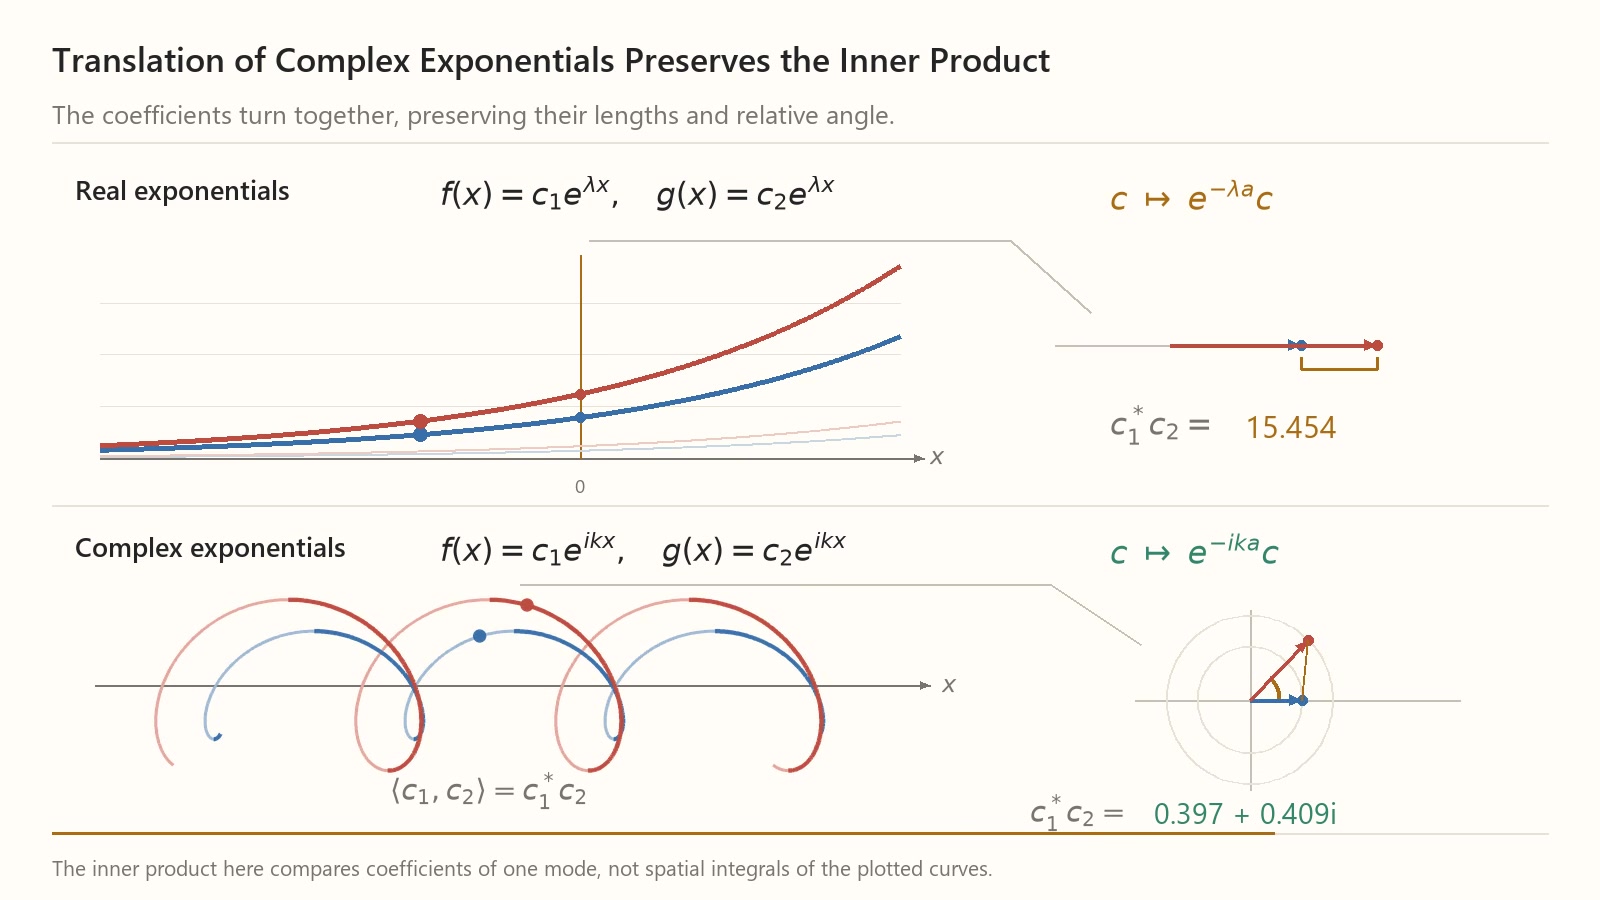 Translation of Complex Exponentials Preserves the Inner Product
The coefficients turn together, preserving their lengths and relative angle.
Real exponentials
f(x) = c₁e^{λx},    g(x) = c₂e^{λx}
c ↦ e^{−λa}c
x
0
c₁* c₂ = 15.454
Complex exponentials
f(x) = c₁e^{ikx},    g(x) = c₂e^{ikx}
c ↦ e^{−ika}c
x
⟨c₁, c₂⟩ = c₁* c₂
c₁* c₂ = 0.397 + 0.409i
The inner product here compares coefficients of one mode, not spatial integrals of the plotted curves.